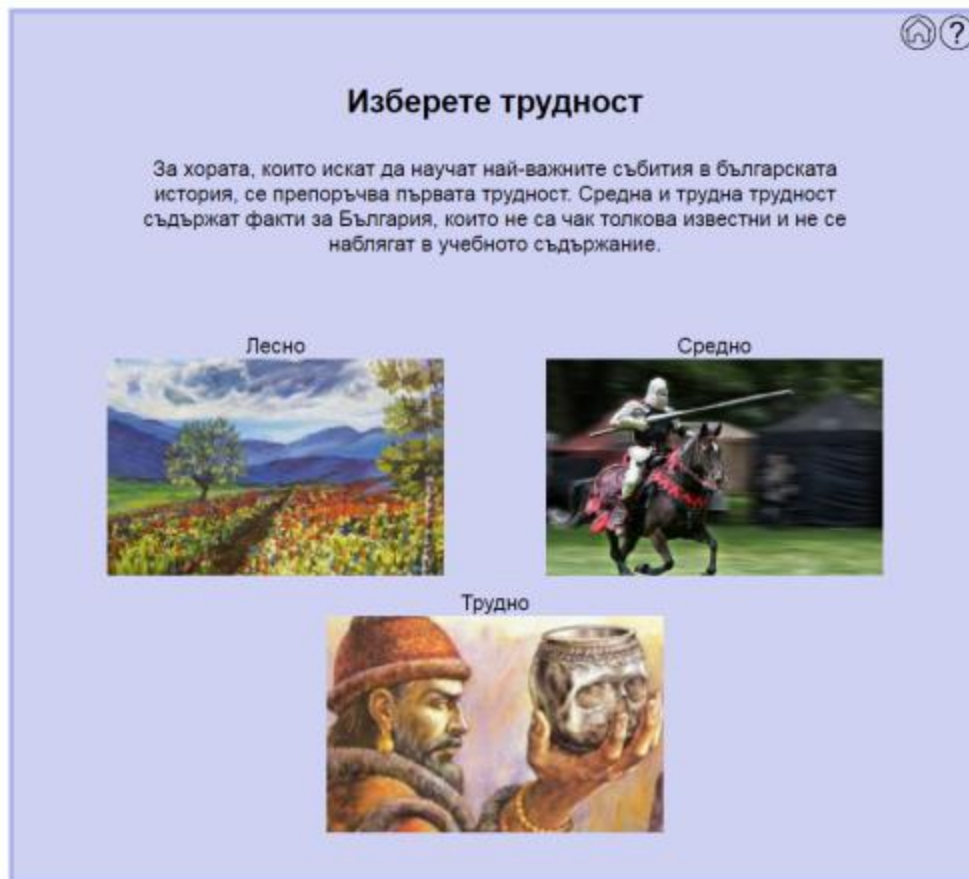 ?
Изберете трудност
За хората, които искат да научат най-важните събития в българската
история, се препоръчва първата трудност. Средна и трудна трудност
съдържат факти за България, които не са чак толкова известни и не се
наблягат в учебното съдържание.
Лесно
Средно
Трудно